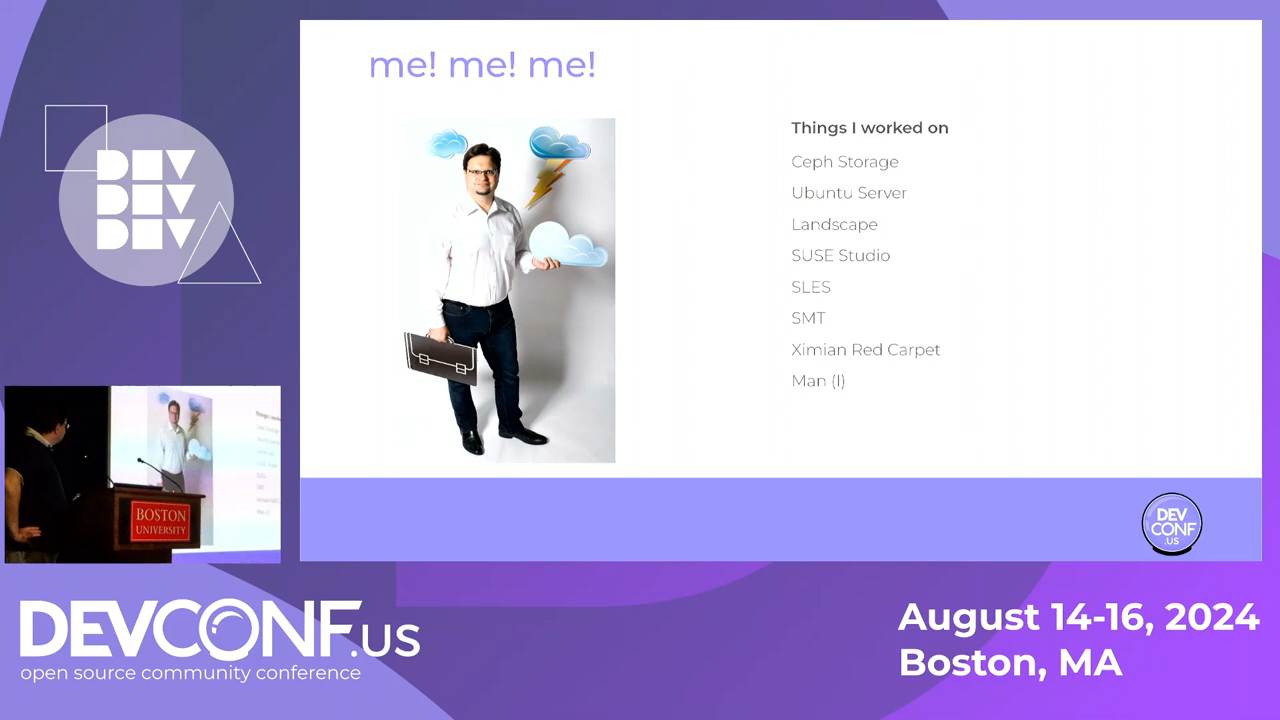 me! me! me!
Things I worked on
Ceph Storage
Ubuntu Server
Landscape
SUSE Studio
SLES
SMT
Ximian Red Carpet
Man (I)
DEV
DEV
DEV
BOSTON
UNIVERSITY
DEV
CONF
.US
DEVCONF.US
open source community conference
August 14-16, 2024
Boston, MA